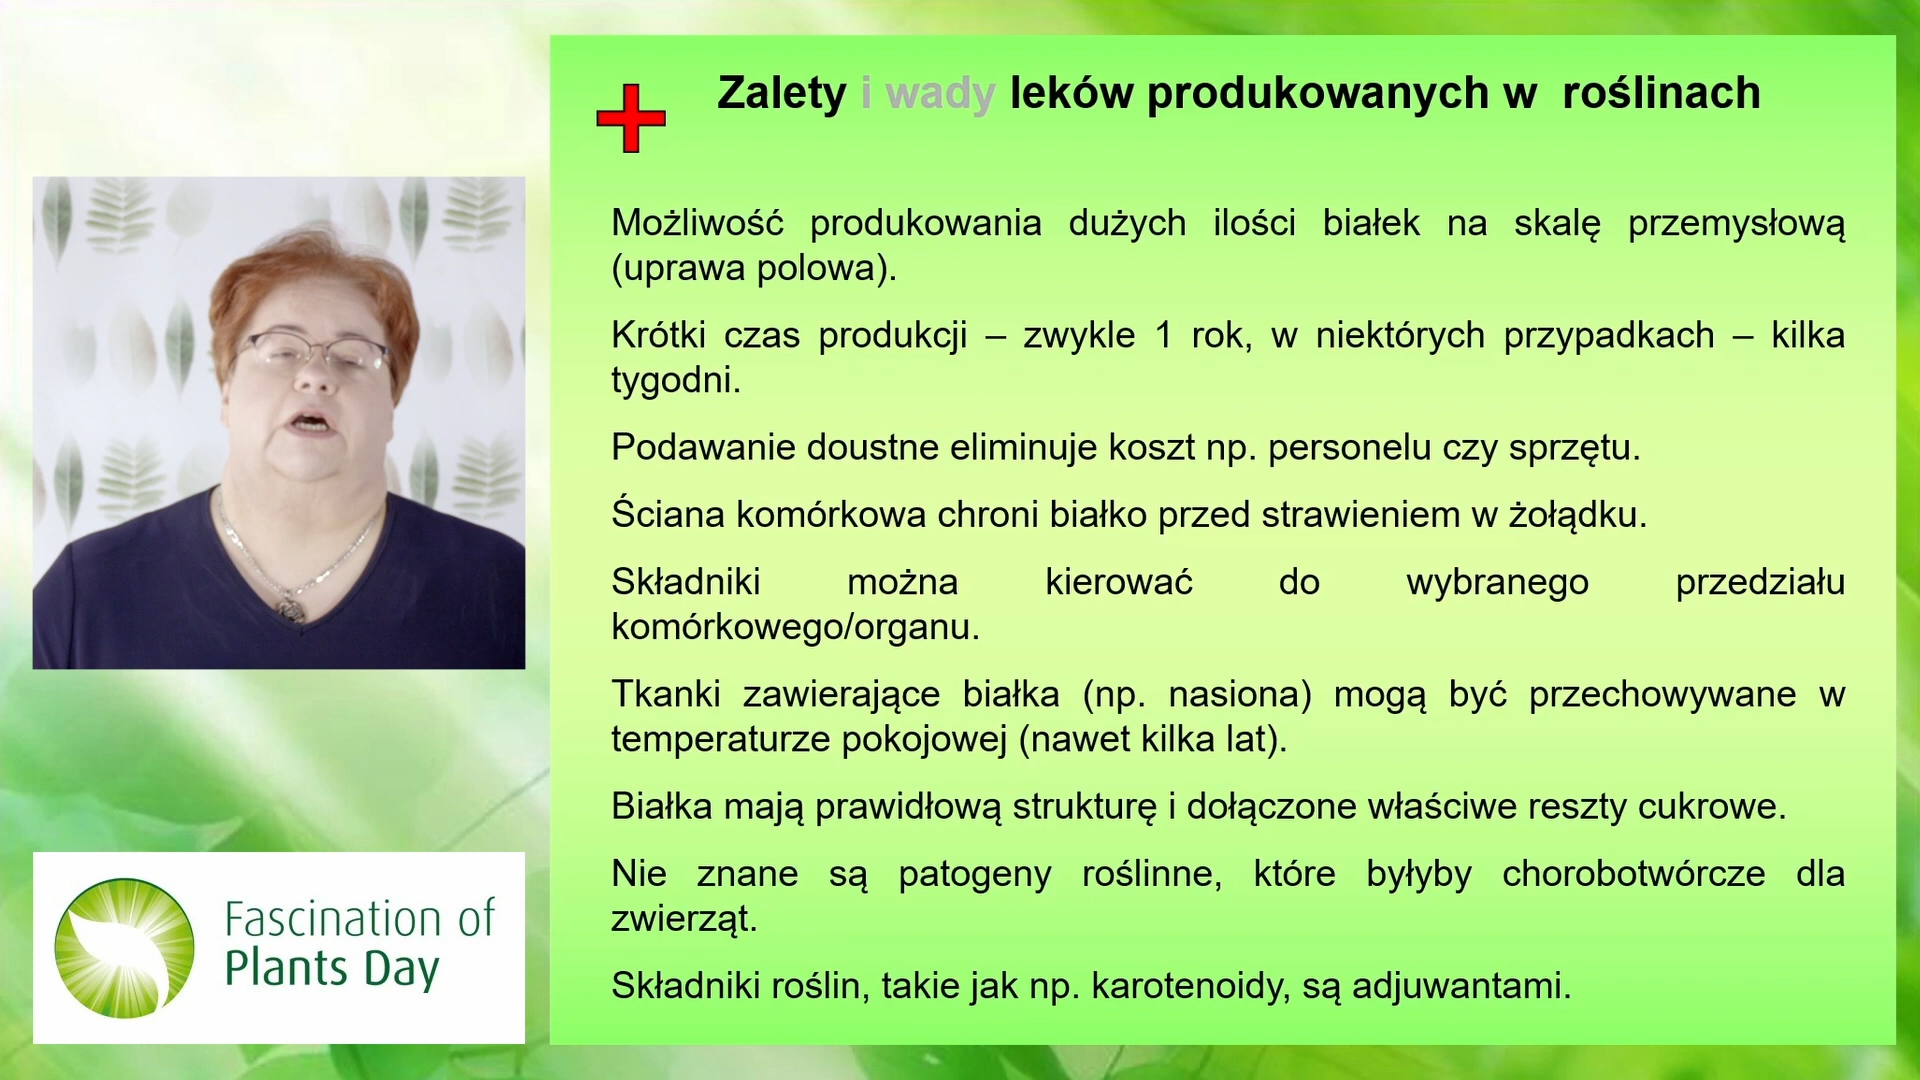 Zalety i wady leków produkowanych w roślinach
Możliwość produkowania dużych ilości białek na skalę przemysłową
(uprawa polowa).
Krótki czas produkcji – zwykle 1 rok, w niektórych przypadkach – kilka
tygodni.
Podawanie doustne eliminuje koszt np. personelu czy sprzętu.
Ściana komórkowa chroni białko przed strawieniem w żołądku.
Składniki można kierować do wybranego przedziału
komórkowego/organu.
Tkanki zawierające białka (np. nasiona) mogą być przechowywane w
temperaturze pokojowej (nawet kilka lat).
Białka mają prawidłową strukturę i dołączone właściwe reszty cukrowe.
Nie znane są patogeny roślinne, które byłyby chorobotwórcze dla
zwierząt.
Składniki roślin, takie jak np. karotenoidy, są adjuwantami.
Fascination of
Plants Day